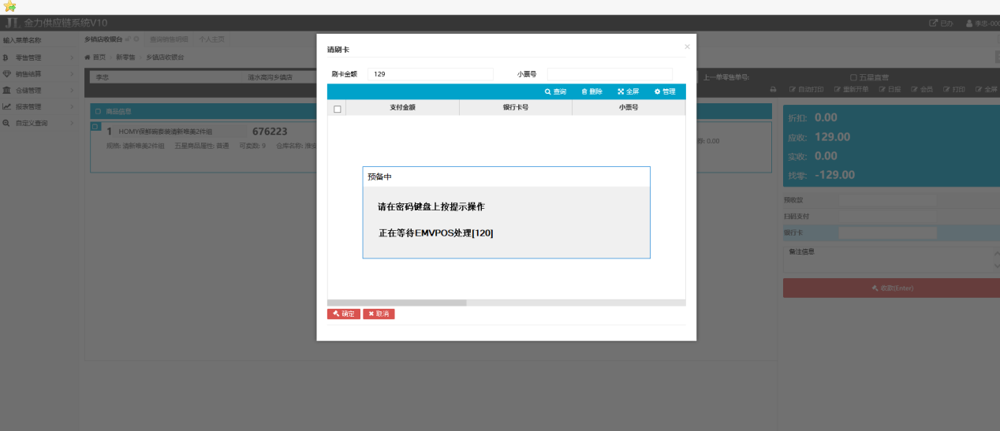 JL 金力供应链系统V10
已办 李忠-000
输入菜单名称
乡镇店收银台 查询销售明细 个人主页
零售管理
销售结算
仓储管理
报表管理
自定义查询
首页 新零售 乡镇店收银台
李忠 涟水高沟乡镇店
上一单零售单号: 五星直营
自动打印 重新开单 日报 会员 打印 全屏
商品信息
1 HOMY保鲜碗套装清新唯美2件组 676223
规格: 清新唯美2件组 五星商品属性: 普通 可卖数: 9 仓库名称: 淮安
0.00
折扣: 0.00
应收: 129.00
实收: 0.00
找零: -129.00
预收款
扫码支付
银行卡
备注信息
收款(Enter)
请刷卡 ×
刷卡金额 129 小票号
查询 删除 全屏 管理
支付金额 银行卡号 小票号
预备中
请在密码键盘上按提示操作
正在等待EMVPOS处理[120]
确定 取消